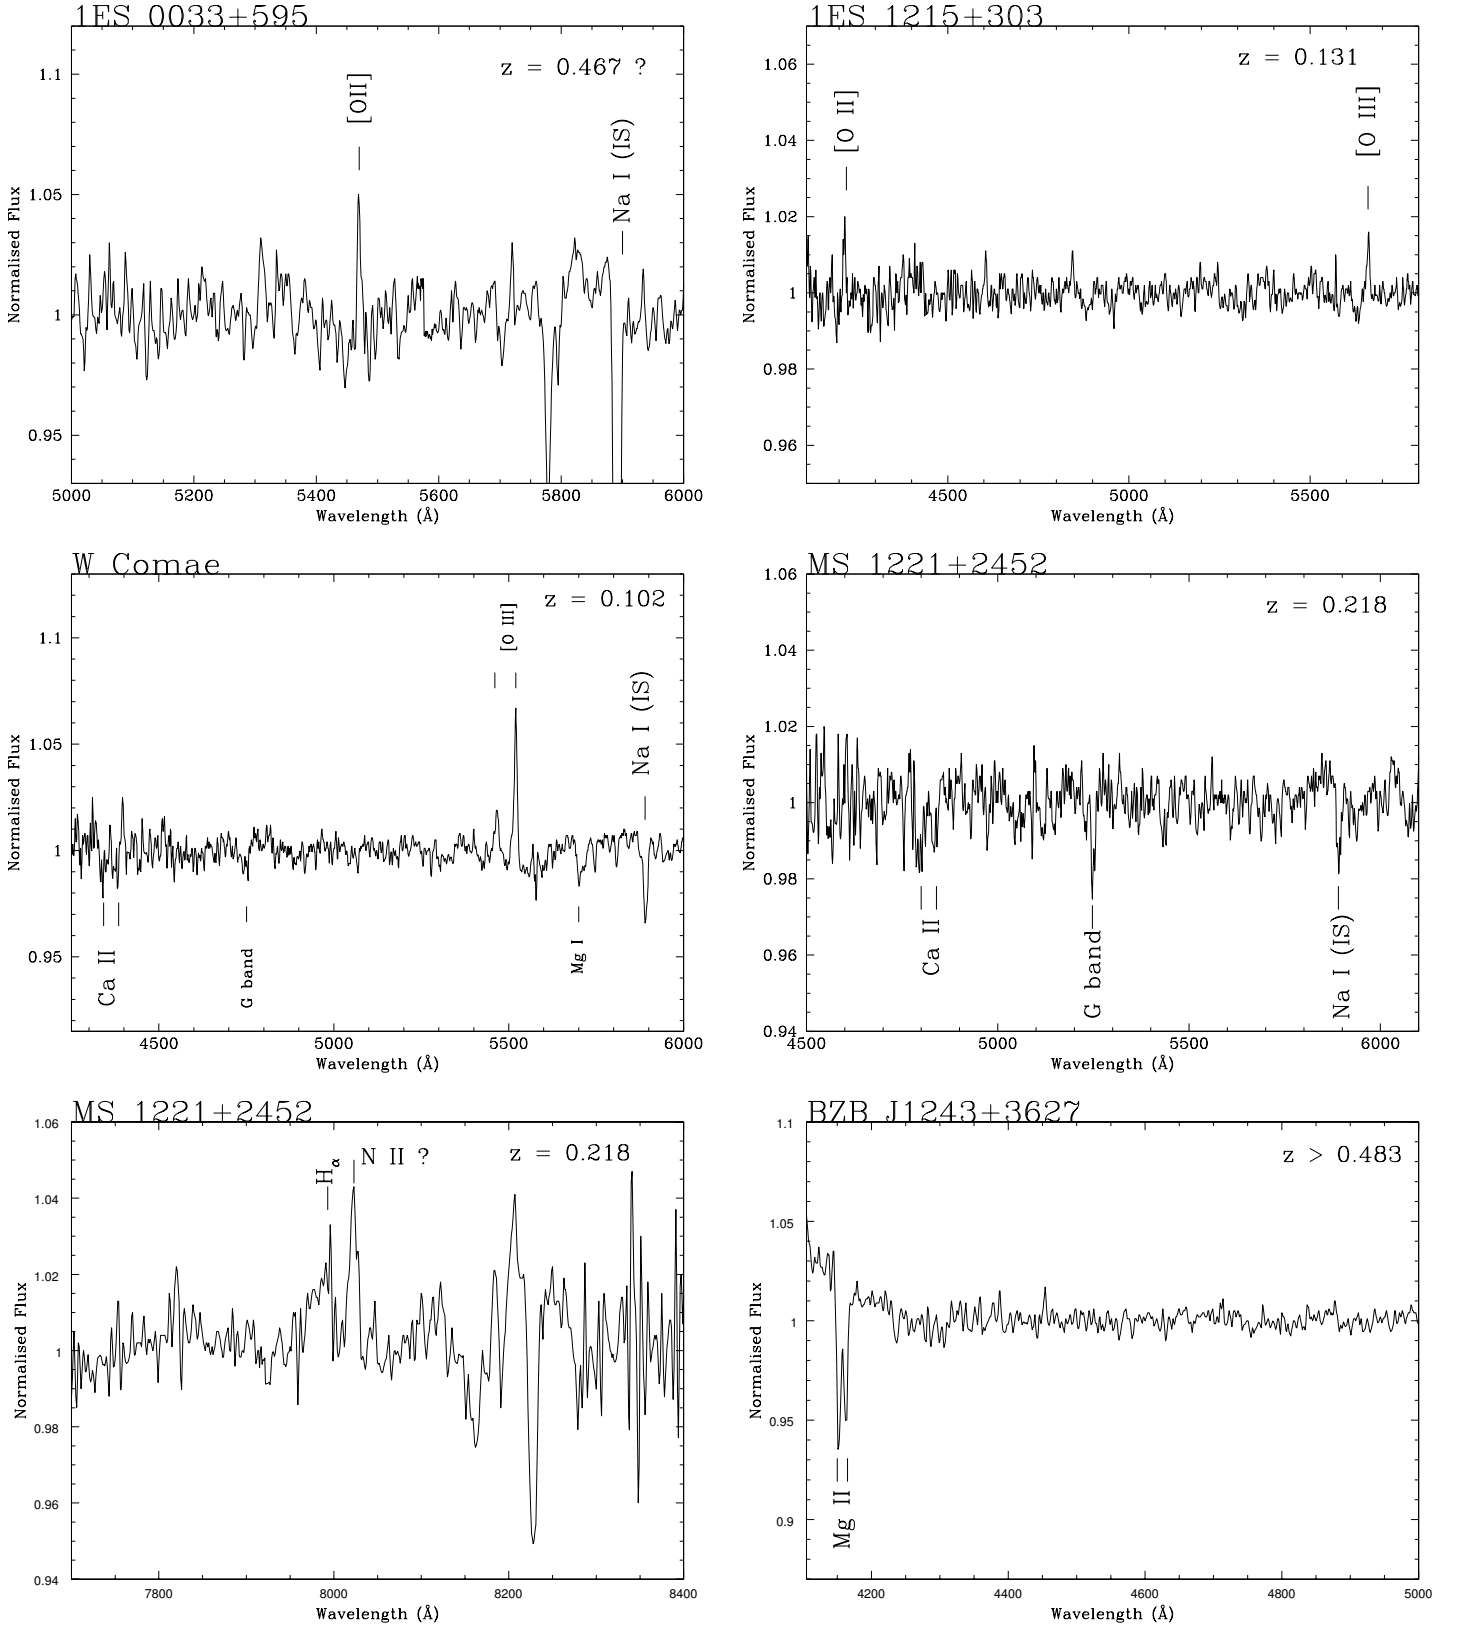 1ES 0033+595
z = 0.467 ?
[OII]
Na I (IS)
Normalised Flux
1.1
1.05
1
0.95
5000 5200 5400 5600 5800 6000
Wavelength (Å)
1ES 1215+303
z = 0.131
[O II]
[O III]
Normalised Flux
1.06
1.04
1.02
1
0.98
0.96
4500 5000 5500
Wavelength (Å)
W Comae
z = 0.102
[O III]
Na I (IS)
Ca II
G band
Mg I
Normalised Flux
1.1
1.05
1
0.95
4500 5000 5500 6000
Wavelength (Å)
MS 1221+2452
z = 0.218
Ca II
G band
Na I (IS)
Normalised Flux
1.06
1.04
1.02
1
0.98
0.96
0.94
4500 5000 5500 6000
Wavelength (Å)
MS 1221+2452
z = 0.218
Hα
N II ?
Normalised Flux
1.06
1.04
1.02
1
0.98
0.96
0.94
7800 8000 8200 8400
Wavelength (Å)
BZB J1243+3627
z > 0.483
Mg II
Normalised Flux
1.1
1.05
1
0.95
0.9
4200 4400 4600 4800 5000
Wavelength (Å)